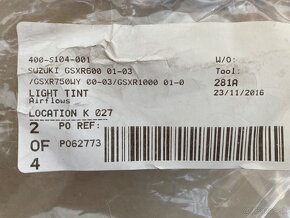 400-S104-001
W/O:
SUZUKI GSXR600 01-03
Tool:
/GSXR750WY 00-03/GSXR1000 01-0
281A
LIGHT TINT
23/11/2016
Airflows
LOCATION K 027
2 OF 4
PO REF:
PO62773